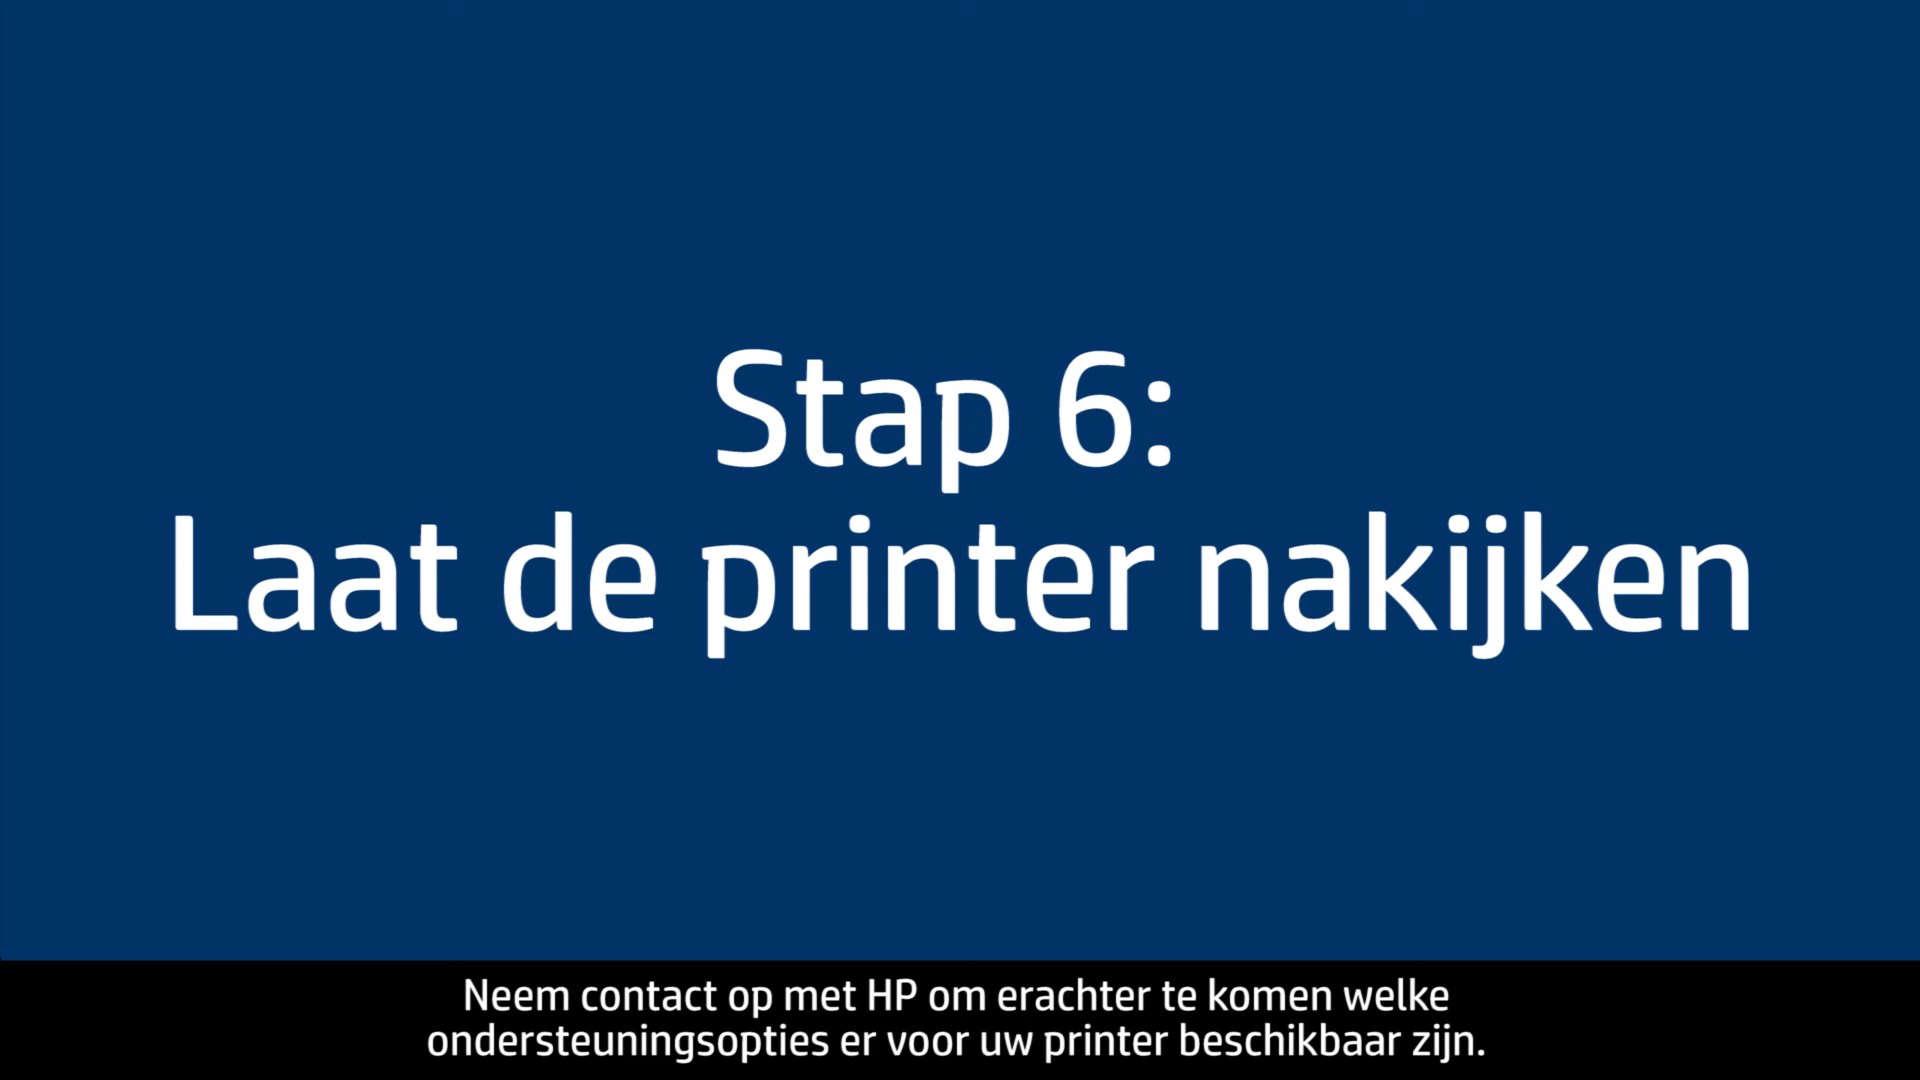 Stap 6:
Laat de printer nakijken
Neem contact op met HP om erachter te komen welke
ondersteuningsopties er voor uw printer beschikbaar zijn.